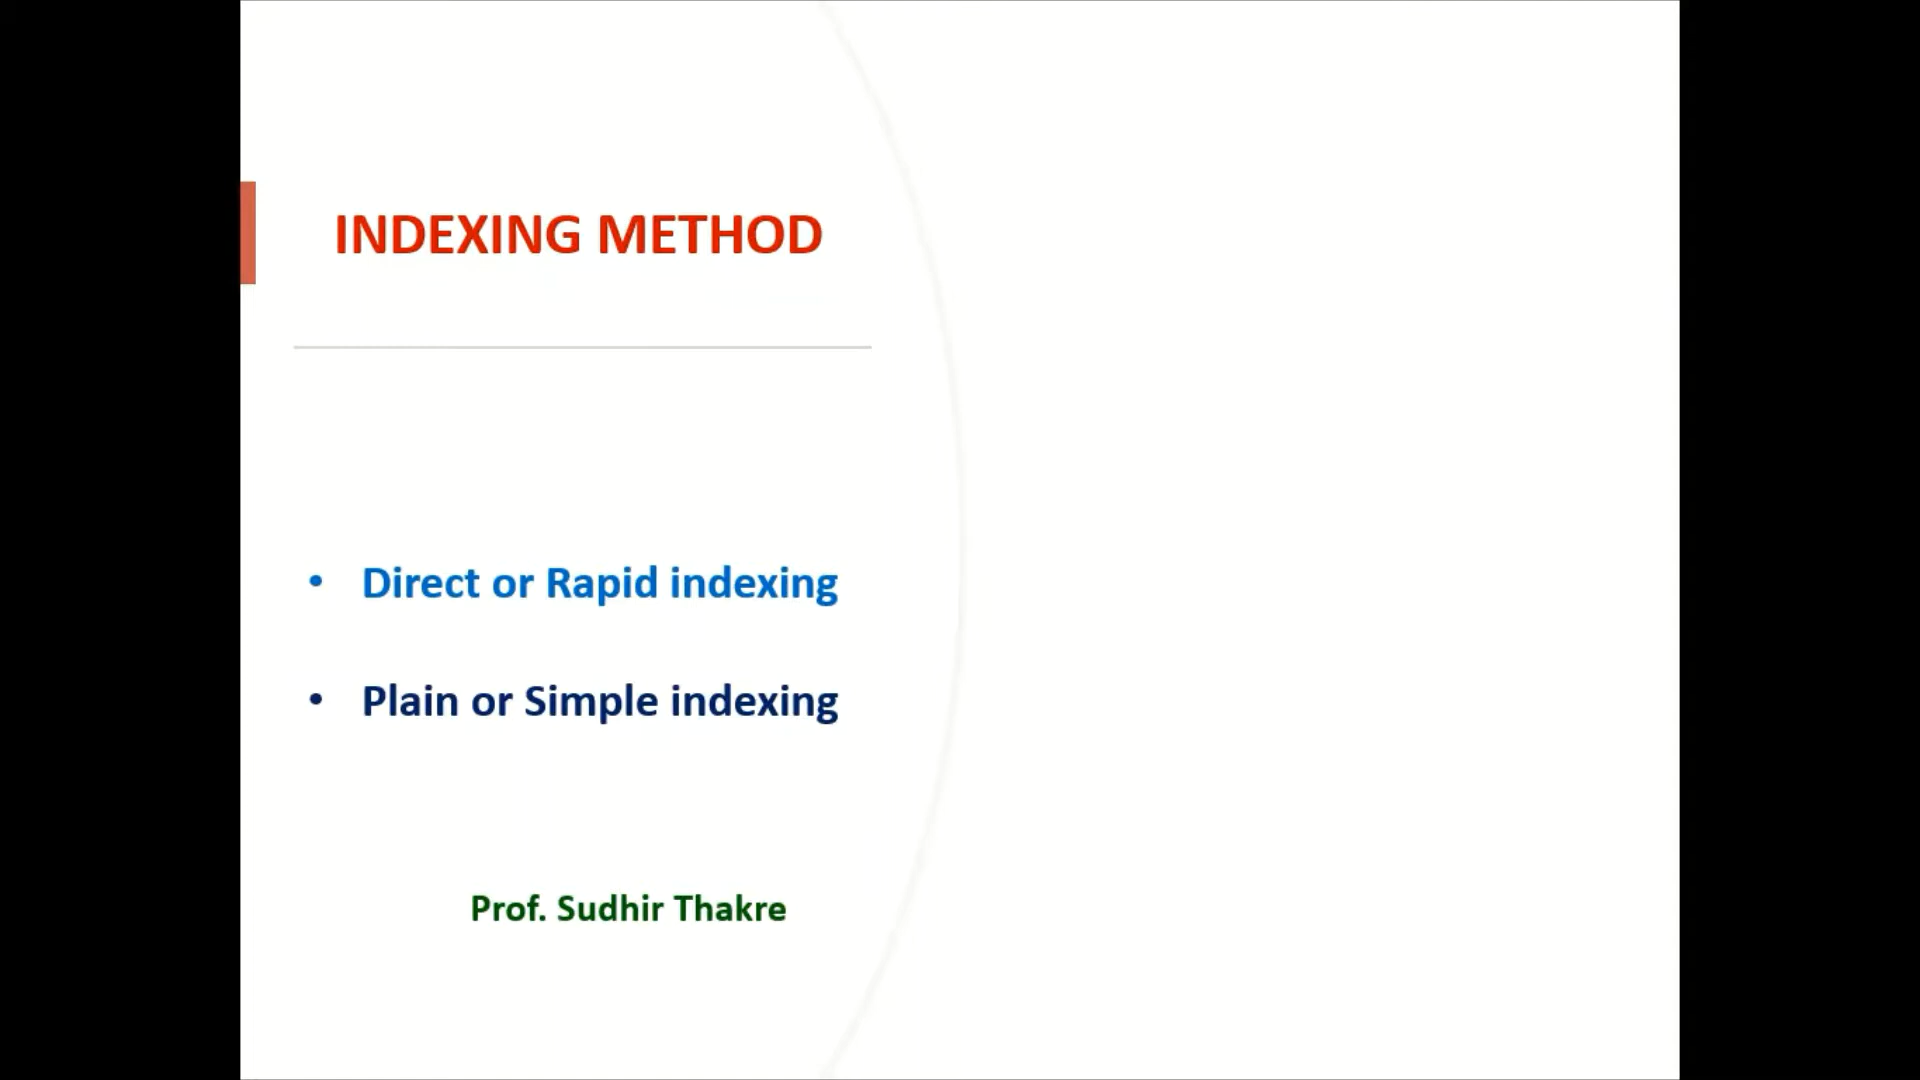 INDEXING METHOD
• Direct or Rapid indexing
• Plain or Simple indexing
Prof. Sudhir Thakre